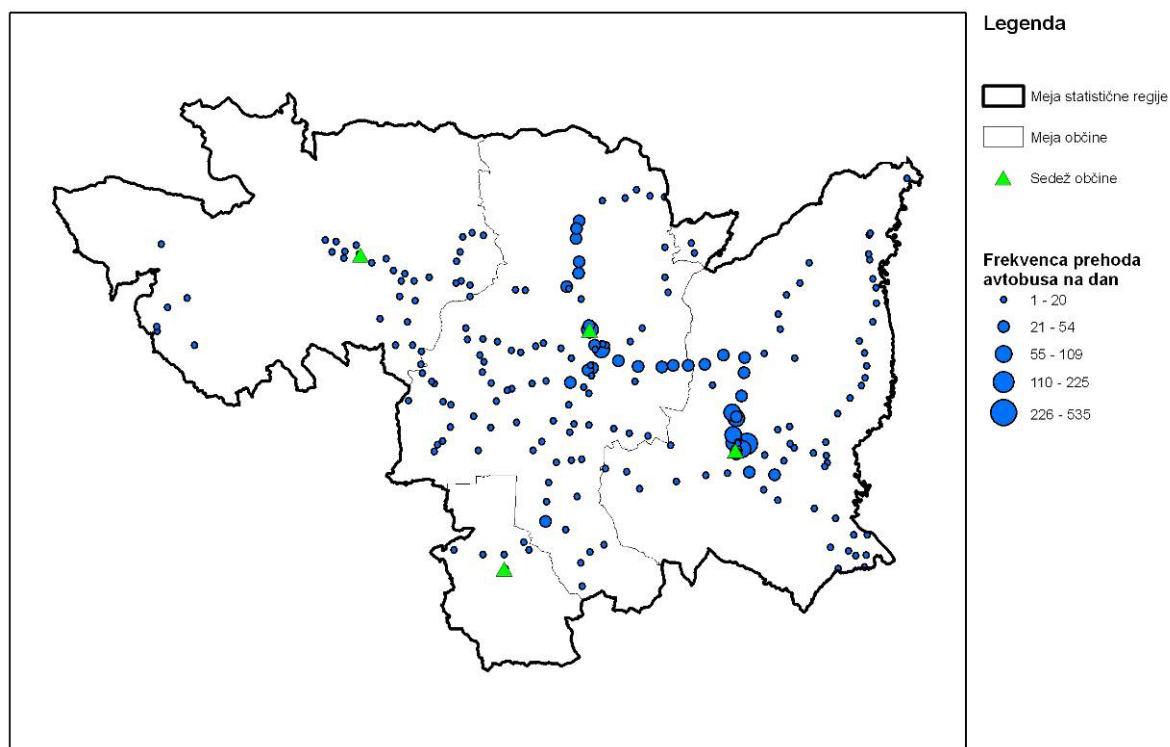 Legenda
Meja statistične regije
Meja občine
Sedež občine
Frekvenca prehoda
avtobusa na dan
1 - 20
21 - 54
55 - 109
110 - 225
226 - 535